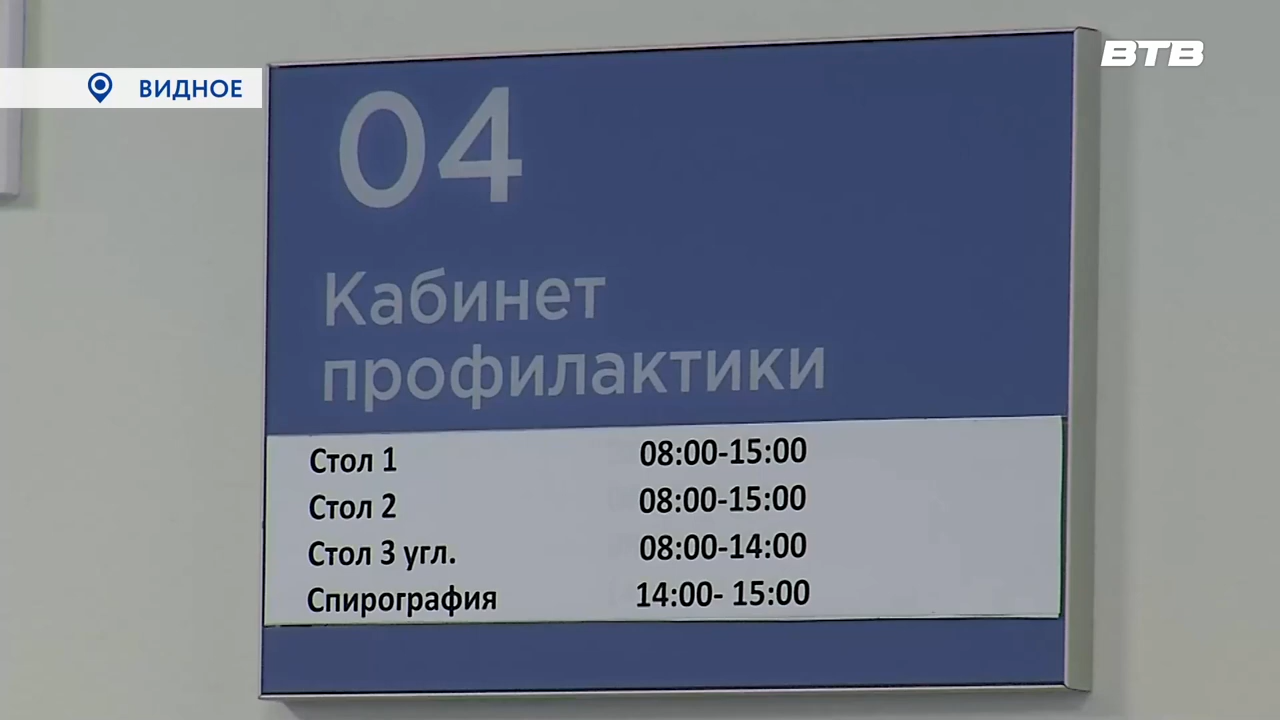 ВТВ
ВИДНОЕ
04
Кабинет
профилактики
Стол 1 08:00-15:00
Стол 2 08:00-15:00
Стол 3 угл. 08:00-14:00
Спирография 14:00- 15:00